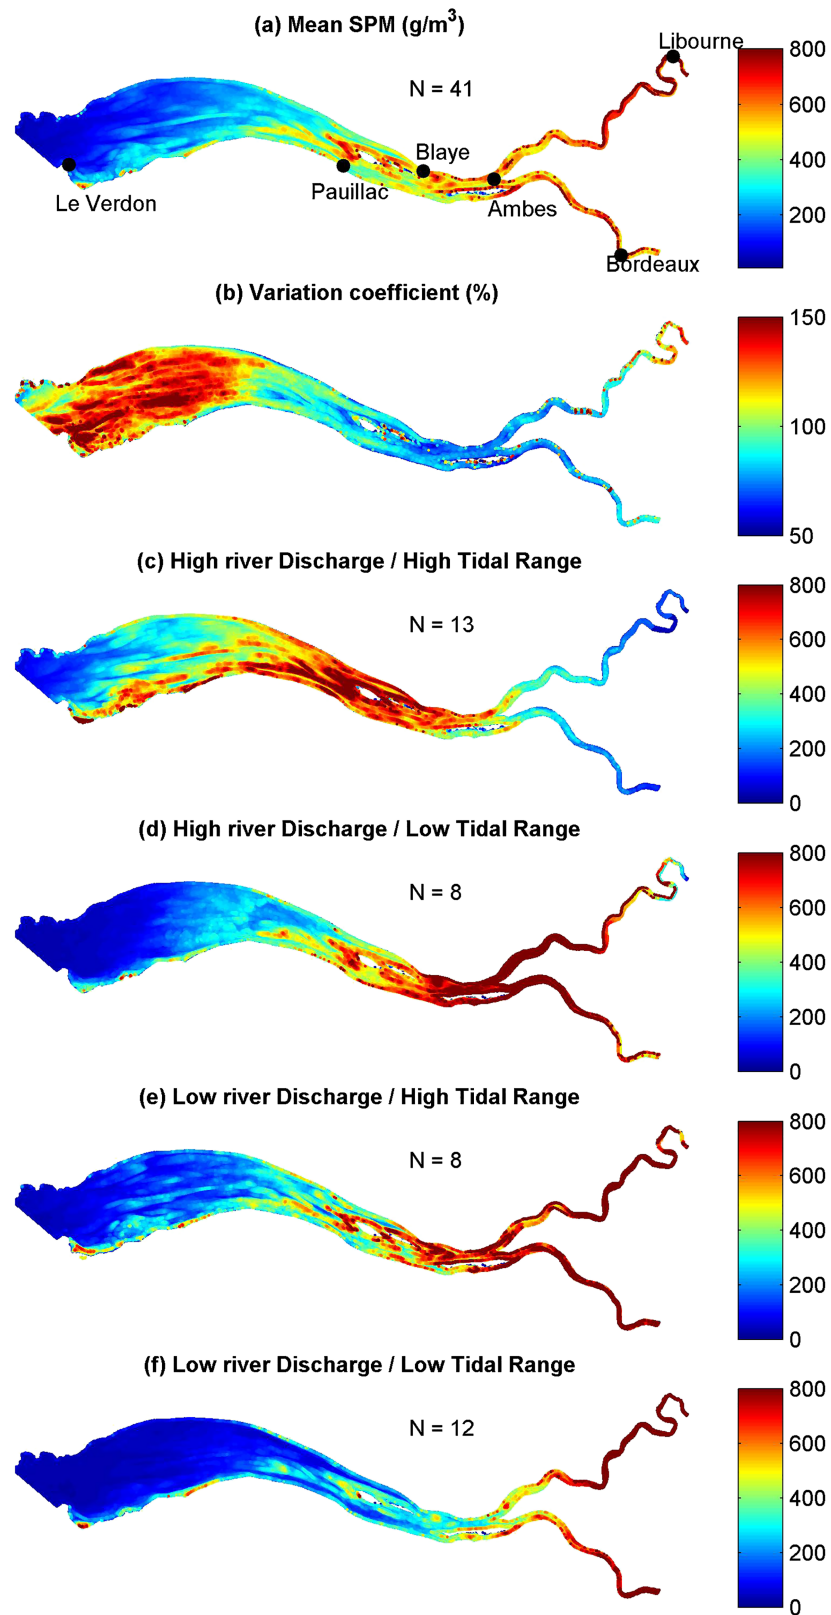 (a) Mean SPM (g/m³)
Libourne
800
N = 41
600
Blaye
400
Pauillac
Le Verdon
Ambes
200
Bordeaux
(b) Variation coefficient (%)
150
100
50
(c) High river Discharge / High Tidal Range
800
N = 13
600
400
200
0
(d) High river Discharge / Low Tidal Range
800
N = 8
600
400
200
0
(e) Low river Discharge / High Tidal Range
800
N = 8
600
400
200
0
(f) Low river Discharge / Low Tidal Range
800
N = 12
600
400
200
0